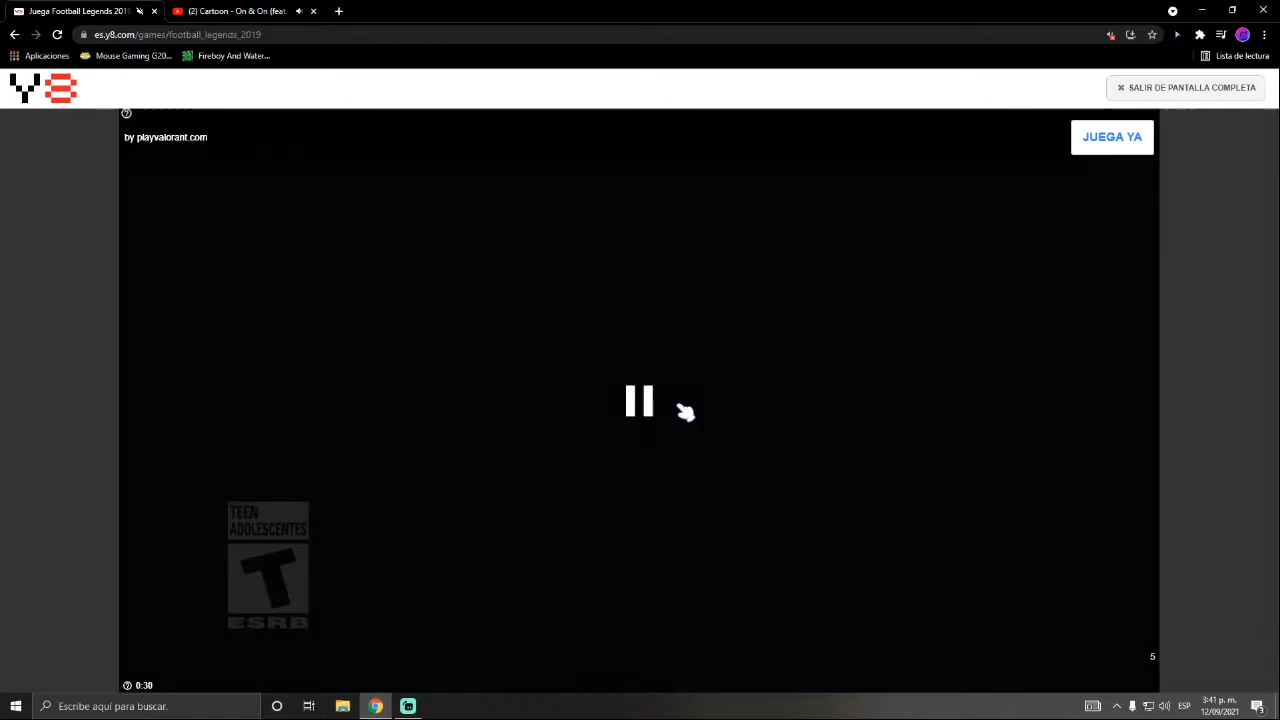 Juega Football Legends 2019
(2) Cartoon - On & On (feat.
es.y8.com/games/football_legends_2019
Aplicaciones
Mouse Gaming G20...
Fireboy And Water...
Lista de lectura
Y8
SALIR DE PANTALLA COMPLETA
by playvalorant.com
JUEGA YA
TEEN
ADOLESCENTES
T
ESRB
5
0:30
Escribe aquí para buscar.
ESP
3:41 p. m.
12/09/2021
3